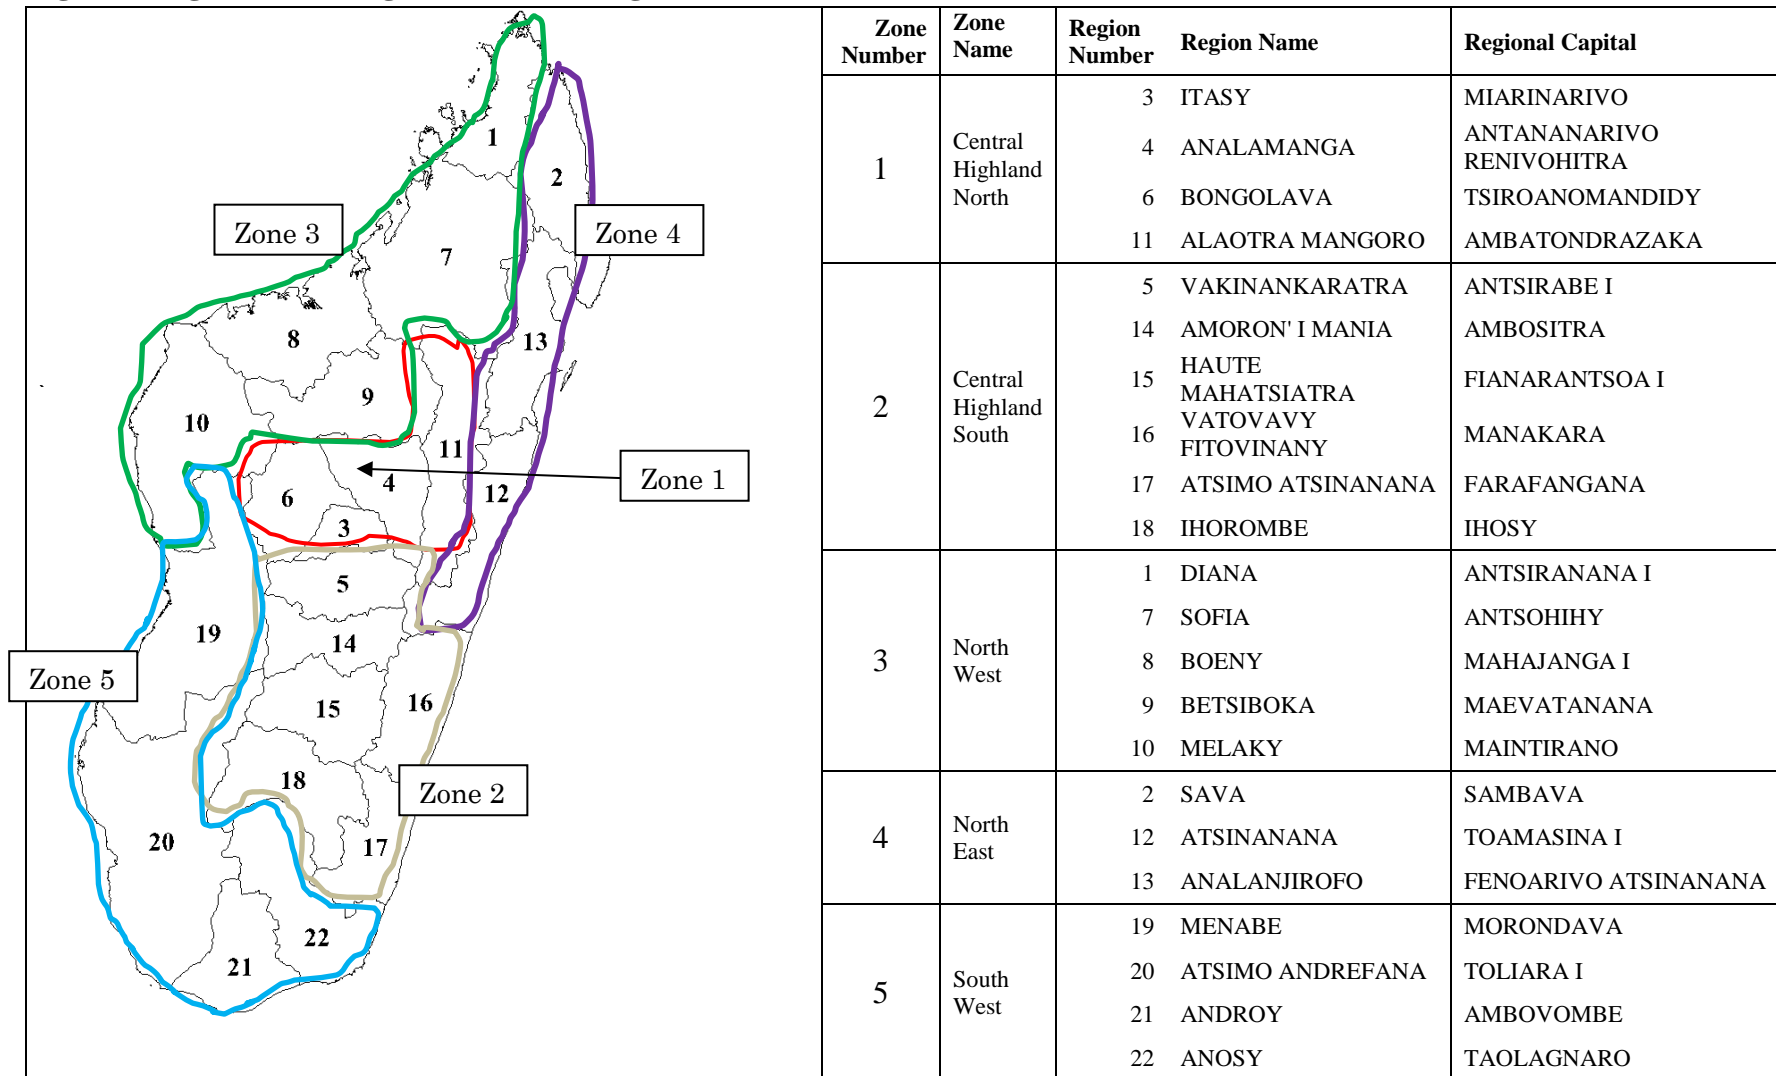 1
2
Zone 3
Zone 4
7
8
13
9
10
11
Zone 1
6
4
12
3
5
19
14
Zone 5
16
15
18
Zone 2
20
17
22
21
Zone Number Zone Name Region Number Region Name Regional Capital
1 Central Highland North
3 ITASY MIARINARIVO
4 ANALAMANGA ANTANANARIVO RENIVOHITRA
6 BONGOLAVA TSIROANOMANDIDY
11 ALAOTRA MANGORO AMBATONDRAZAKA
2 Central Highland South
5 VAKINANKARATRA ANTSIRABE I
14 AMORON' I MANIA AMBOSITRA
15 HAUTE MAHATSIATRA FIANARANTSOA I
16 VATOVAVY FITOVINANY MANAKARA
17 ATSIMO ATSINANANA FARAFANGANA
18 IHOROMBE IHOSY
3 North West
1 DIANA ANTSIRANANA I
7 SOFIA ANTSOHIHY
8 BOENY MAHAJANGA I
9 BETSIBOKA MAEVATANANA
10 MELAKY MAINTIRANO
4 North East
2 SAVA SAMBAVA
12 ATSINANANA TOAMASINA I
13 ANALANJIROFO FENOARIVO ATSINANANA
5 South West
19 MENABE MORONDAVA
20 ATSIMO ANDREFANA TOLIARA I
21 ANDROY AMBOVOMBE
22 ANOSY TAOLAGNARO